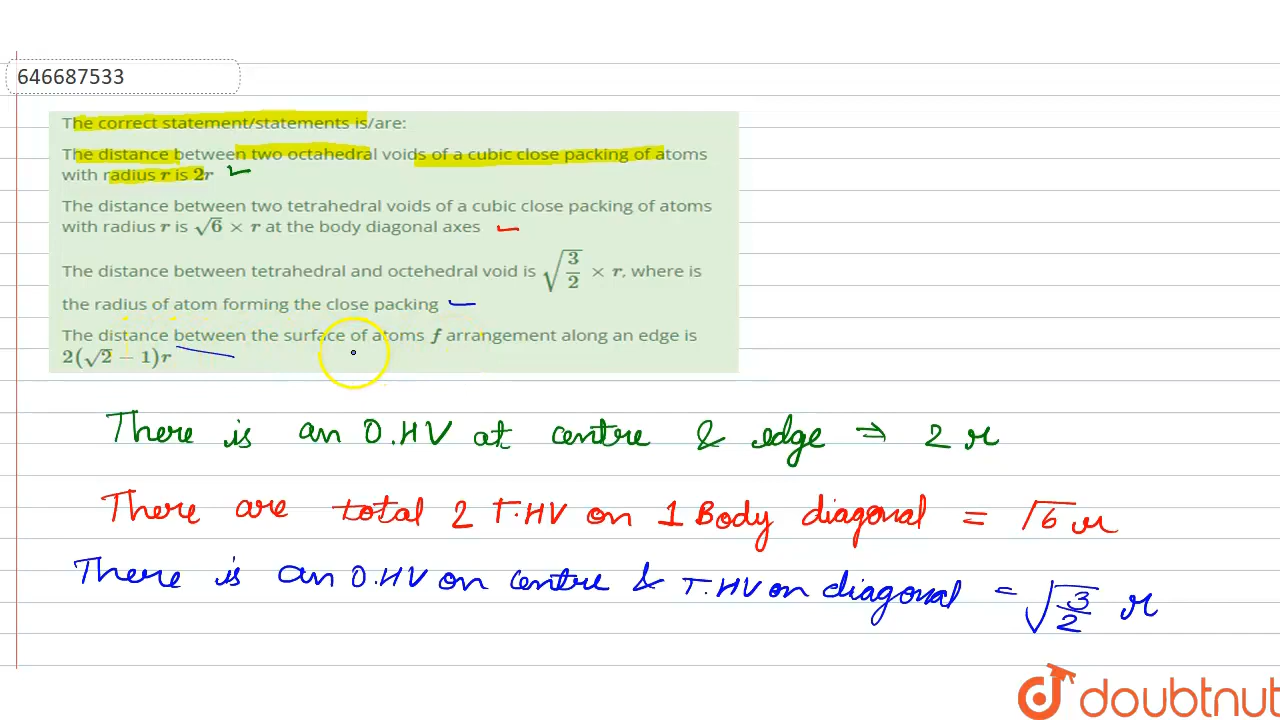 646687533
The correct statement/statements is/are:
The distance between two octahedral voids of a cubic close packing of atoms
with radius r is 2r
The distance between two tetrahedral voids of a cubic close packing of atoms
with radius r is √6 × r at the body diagonal axes
The distance between tetrahedral and octehedral void is √(3/2) × r, where is
the radius of atom forming the close packing
The distance between the surface of atoms f arrangement along an edge is
2(√2 − 1)r
There is an O.HV at centre & edge ⇒ 2 r
There are total 2 T.HV on 1 Body diagonal = √6 r
There is an O.HV on centre & T.HV on diagonal = √(3/2) r
doubtnut